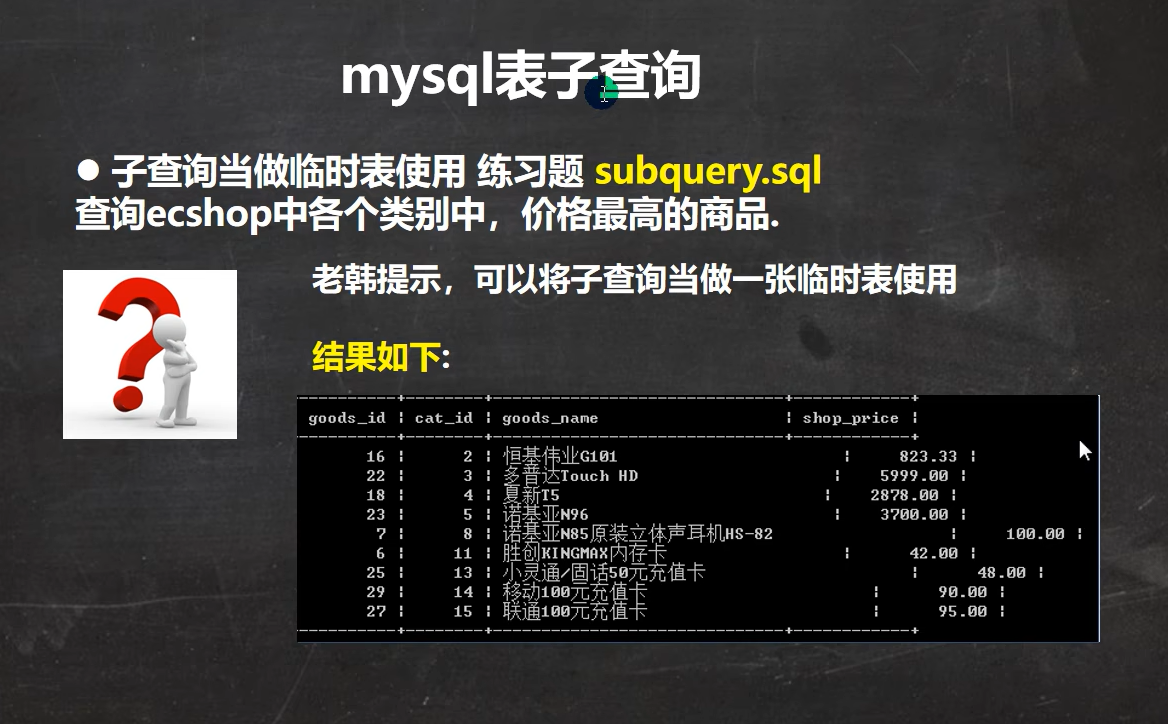 mysql表子查询
● 子查询当做临时表使用 练习题 subquery.sql
查询ecshop中各个类别中，价格最高的商品.
老韩提示，可以将子查询当做一张临时表使用
结果如下:
goods_id | cat_id | goods_name | shop_price |
16 | 2 | 恒基伟业G101 | 823.33 |
22 | 3 | 多普达Touch HD | 5999.00 |
18 | 4 | 夏新T5 | 2878.00 |
23 | 5 | 诺基亚N96 | 3700.00 |
7 | 8 | 诺基亚N85原装立体声耳机HS-82 | 100.00 |
6 | 11 | 胜创KINGMAX内存卡 | 42.00 |
25 | 13 | 小灵通/固话50元充值卡 | 48.00 |
29 | 14 | 移动100元充值卡 | 90.00 |
27 | 15 | 联通100元充值卡 | 95.00 |